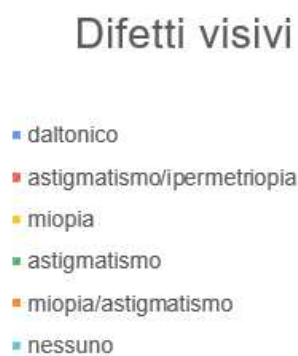 Difetti visivi
daltonico
astigmatismo/ipermetriopia
miopia
astigmatismo
miopia/astigmatismo
nessuno